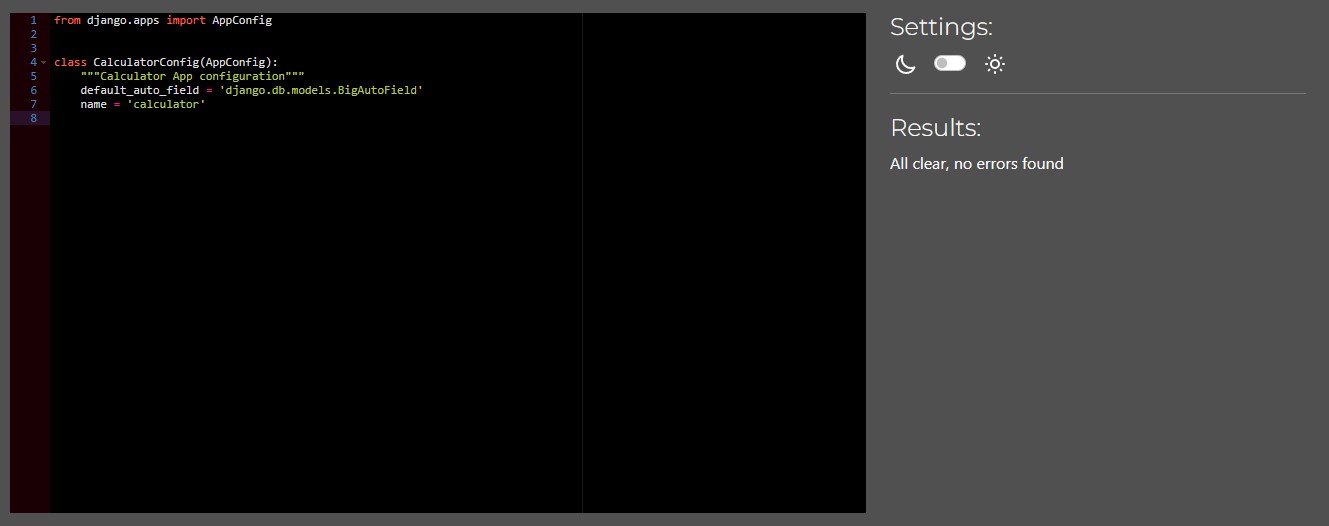 1 from django.apps import AppConfig
2
3
4 class CalculatorConfig(AppConfig):
5     """Calculator App configuration"""
6     default_auto_field = 'django.db.models.BigAutoField'
7     name = 'calculator'
8
Settings:
Results:
All clear, no errors found